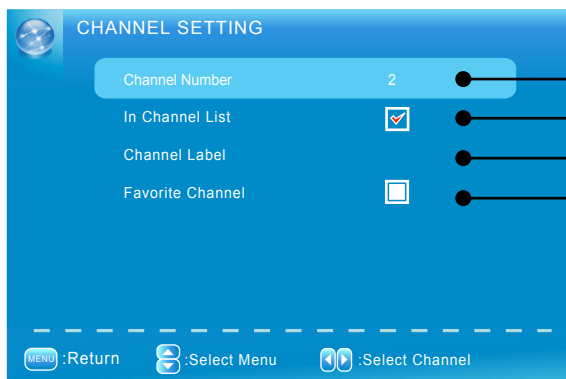 CHANNEL SETTING
Channel Number 2
In Channel List
Channel Label
Favorite Channel
MENU :Return :Select Menu :Select Channel